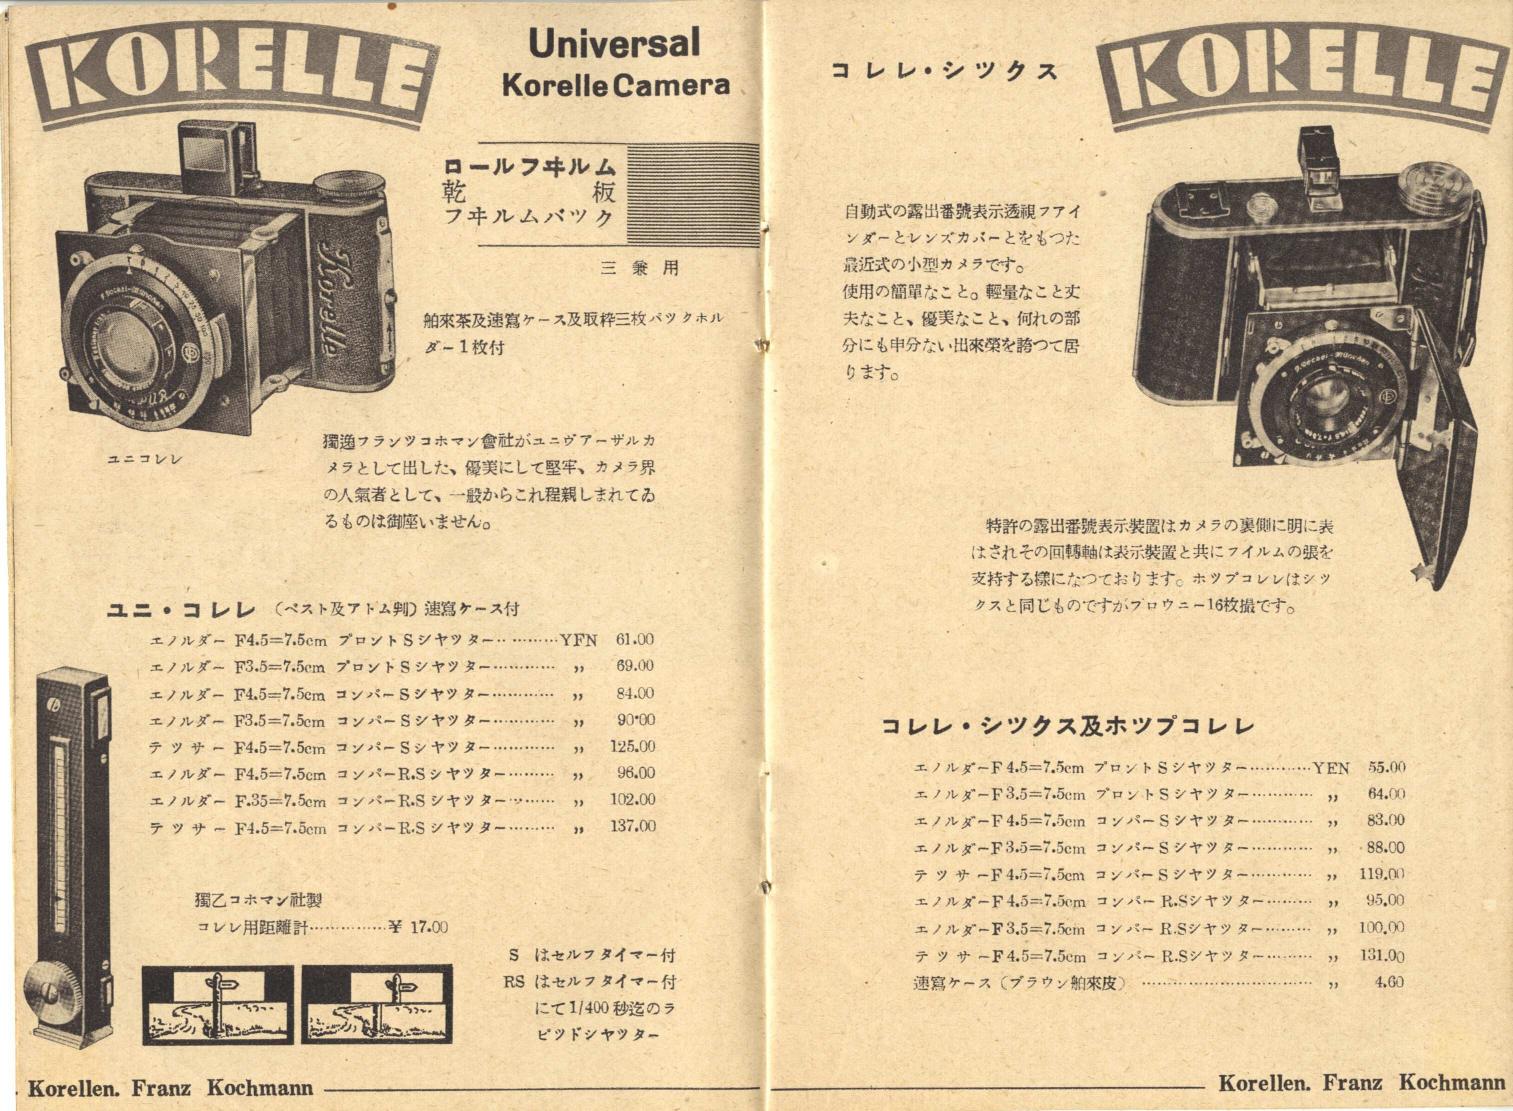 KORELLE
Universal
Korelle Camera
ロールフヰルム
乾板
フヰルムパツク
三兼用
舶來茶及速寫ケース及取粹三枚パツクホル
ダー1枚付
ユニコレレ
獨逸フランツコホマン會社がユニヴアーザルカ
メラとして出した、優美にして堅牢、カメラ界
の人氣者として、一般からこれ程親しまれてゐ
るものは御座いません。
ユニ・コレレ (ベスト及アトム判) 速寫ケース付
エノルダー F4.5=7.5cm プロントSシヤツター………… YFN 61.00
エノルダー F3.5=7.5cm プロントSシヤツター………… ,, 69.00
エノルダー F4.5=7.5cm コンパーSシヤツター………… ,, 84.00
エノルダー F3.5=7.5cm コンパーSシヤツター………… ,, 90·00
テツサー F4.5=7.5cm コンパーSシヤツター………… ,, 125.00
エノルダー F4.5=7.5cm コンパーR.Sシヤツター……… ,, 96.00
エノルダー F.35=7.5cm コンパーR.Sシヤツター……… ,, 102.00
テツサー F4.5=7.5cm コンパーR.Sシヤツター……… ,, 137.00
獨乙コホマン社製
コレレ用距離計……………¥ 17.00
S はセルフタイマー付
RS はセルフタイマー付
にて1/400秒迄のラ
ピツドシヤツター
Korellen. Franz Kochmann
コレレ・シツクス
KORELLE
自動式の露出番號表示透視フアイ
ンダーとレンズカバーとをもつた
最近式の小型カメラです。
使用の簡單なこと。輕量なこと丈
夫なこと、優美なこと、何れの部
分にも申分ない出來榮を誇つて居
ります。
特許の露出番號表示裝置はカメラの裏側に明に表
はされその回轉軸は表示裝置と共にフイルムの張を
支持する樣になつております。ホツプコレレはシツ
クスと同じものですがブロウニー16枚撮です。
コレレ・シツクス及ホツプコレレ
エノルダーF4.5=7.5cm プロントSシヤツター…………YEN 55.00
エノルダーF3.5=7.5cm プロントSシヤツター………… ,, 64.00
エノルダーF4.5=7.5cm コンパーSシヤツター………… ,, 83.00
エノルダーF3.5=7.5cm コンパーSシヤツター………… ,, 88.00
テツサーF4.5=7.5cm コンパーSシヤツター………… ,, 119.00
エノルダーF4.5=7.5cm コンパーR.Sシヤツター……… ,, 95.00
エノルダーF3.5=7.5cm コンパーR.Sシヤツター……… ,, 100.00
テツサーF4.5=7.5cm コンパーR.Sシヤツター……… ,, 131.00
速寫ケース(ブラウン舶來皮) …………………………… ,, 4.60
Korellen. Franz Kochmann